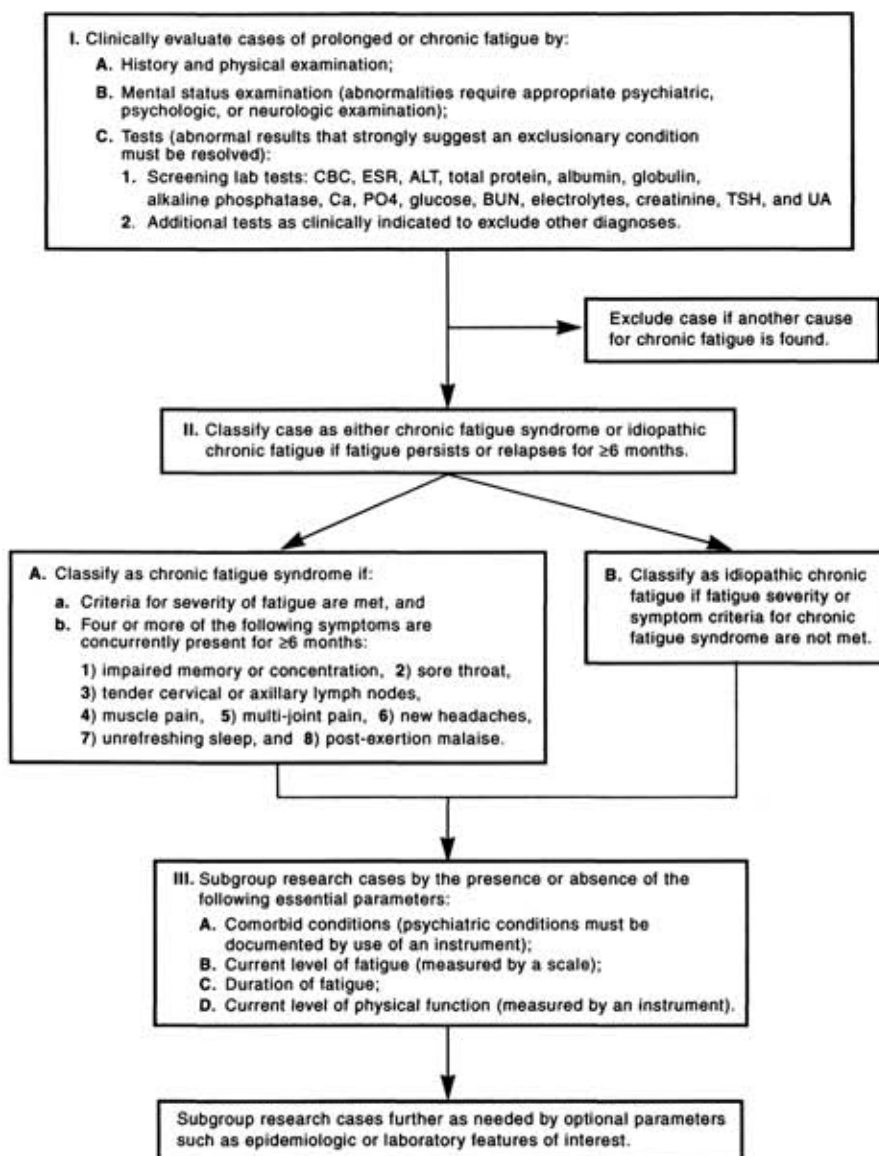 I. Clinically evaluate cases of prolonged or chronic fatigue by:
A. History and physical examination;
B. Mental status examination (abnormalities require appropriate psychiatric,
psychologic, or neurologic examination);
C. Tests (abnormal results that strongly suggest an exclusionary condition
must be resolved):
1. Screening lab tests: CBC, ESR, ALT, total protein, albumin, globulin,
alkaline phosphatase, Ca, PO4, glucose, BUN, electrolytes, creatinine, TSH, and UA
2. Additional tests as clinically indicated to exclude other diagnoses.
Exclude case if another cause
for chronic fatigue is found.
II. Classify case as either chronic fatigue syndrome or idiopathic
chronic fatigue if fatigue persists or relapses for ≥6 months.
A. Classify as chronic fatigue syndrome if:
a. Criteria for severity of fatigue are met, and
b. Four or more of the following symptoms are
concurrently present for ≥6 months:
1) impaired memory or concentration, 2) sore throat,
3) tender cervical or axillary lymph nodes,
4) muscle pain, 5) multi-joint pain, 6) new headaches,
7) unrefreshing sleep, and 8) post-exertion malaise.
B. Classify as idiopathic chronic
fatigue if fatigue severity or
symptom criteria for chronic
fatigue syndrome are not met.
III. Subgroup research cases by the presence or absence of the
following essential parameters:
A. Comorbid conditions (psychiatric conditions must be
documented by use of an instrument);
B. Current level of fatigue (measured by a scale);
C. Duration of fatigue;
D. Current level of physical function (measured by an instrument).
Subgroup research cases further as needed by optional parameters
such as epidemiologic or laboratory features of interest.